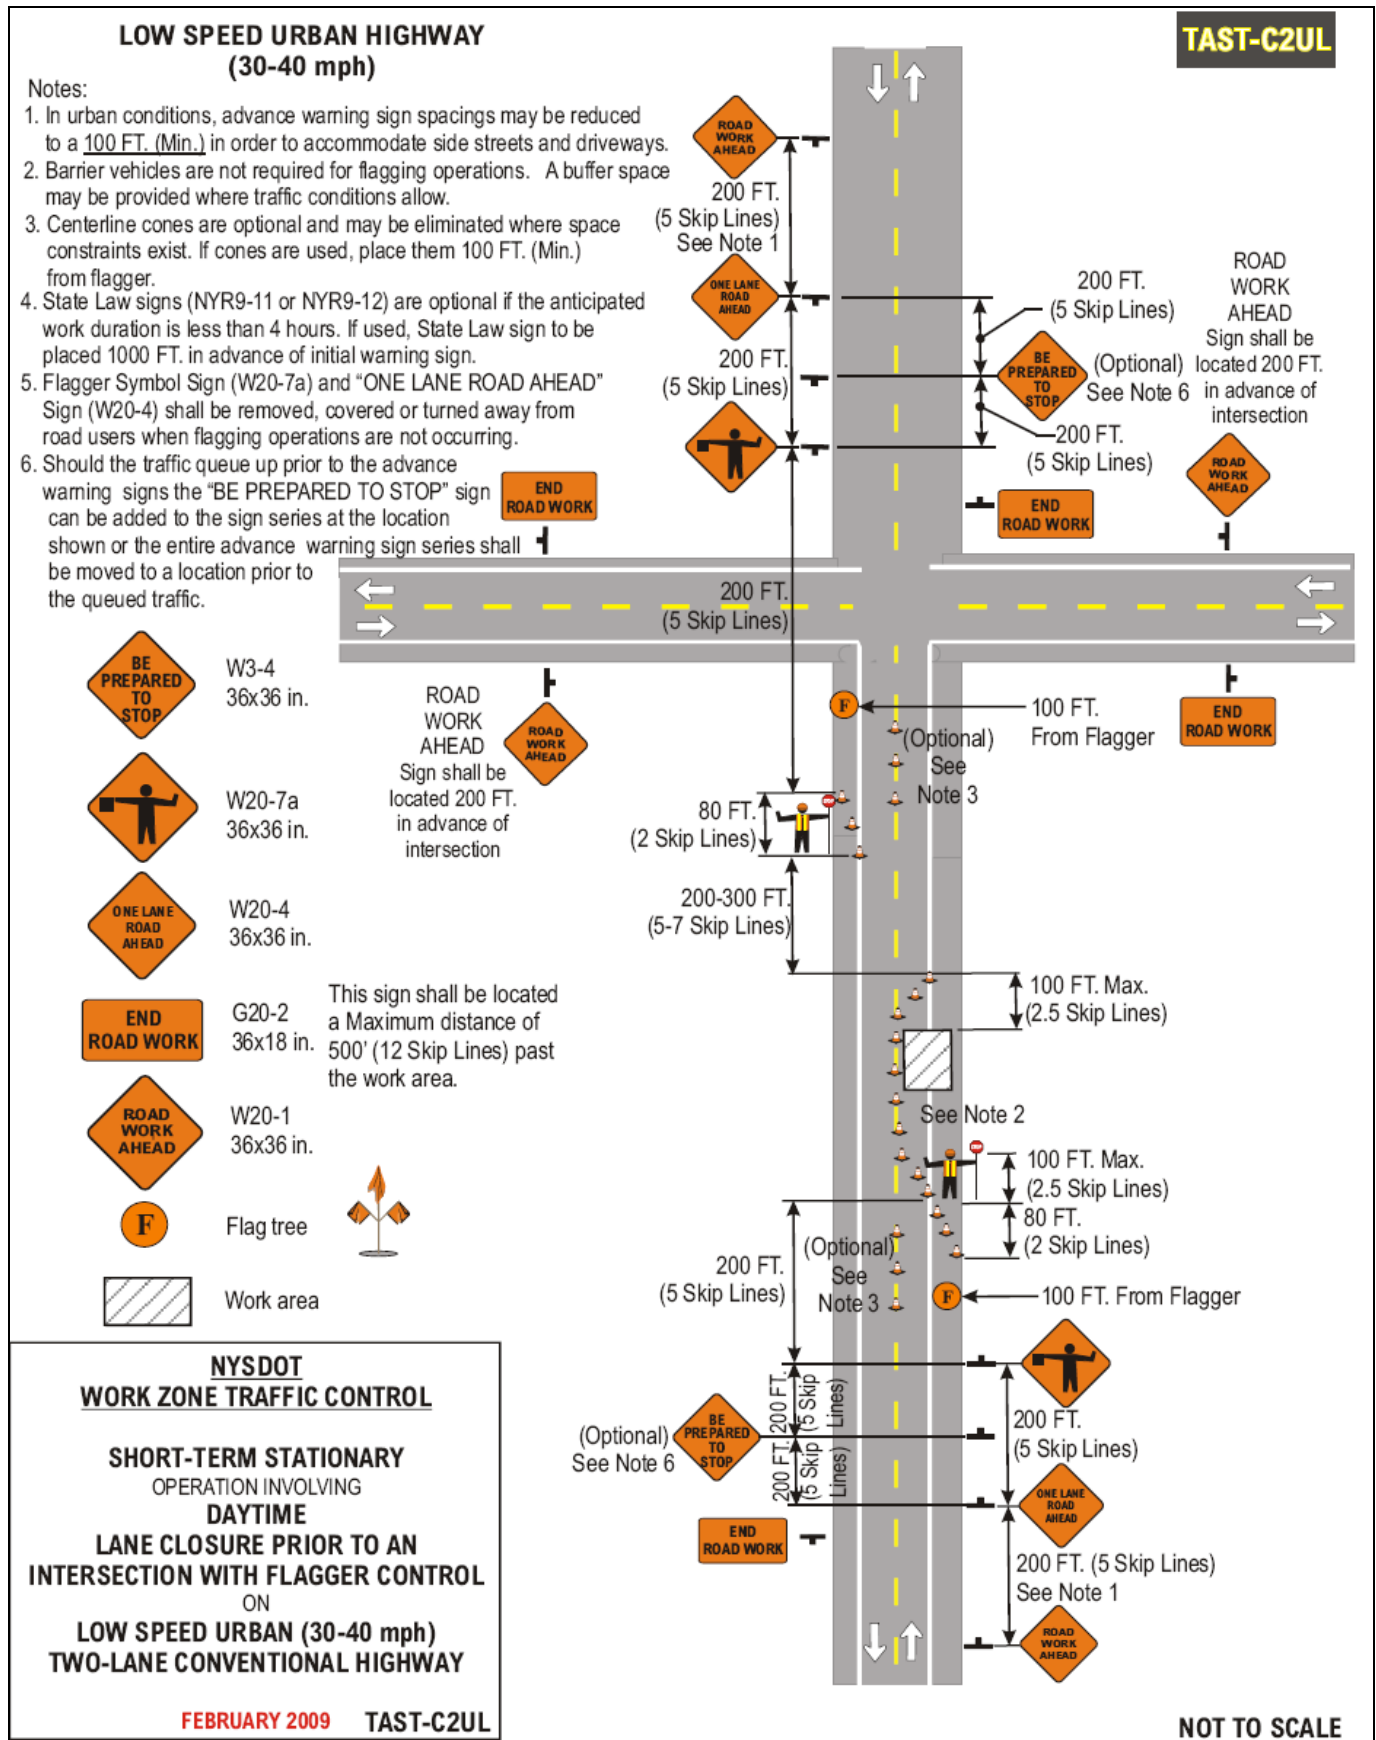 LOW SPEED URBAN HIGHWAY
(30-40 mph)
TAST-C2UL
Notes:
1. In urban conditions, advance warning sign spacings may be reduced
to a 100 FT. (Min.) in order to accommodate side streets and driveways.
2. Barrier vehicles are not required for flagging operations. A buffer space
may be provided where traffic conditions allow.
3. Centerline cones are optional and may be eliminated where space
constraints exist. If cones are used, place them 100 FT. (Min.)
from flagger.
4. State Law signs (NYR9-11 or NYR9-12) are optional if the anticipated
work duration is less than 4 hours. If used, State Law sign to be
placed 1000 FT. in advance of initial warning sign.
5. Flagger Symbol Sign (W20-7a) and “ONE LANE ROAD AHEAD”
Sign (W20-4) shall be removed, covered or turned away from
road users when flagging operations are not occurring.
6. Should the traffic queue up prior to the advance
warning signs the “BE PREPARED TO STOP” sign
can be added to the sign series at the location
shown or the entire advance warning sign series shall
be moved to a location prior to
the queued traffic.
END
ROAD WORK
ROAD
WORK
AHEAD
200 FT.
(5 Skip Lines)
See Note 1
ONE LANE
ROAD
AHEAD
200 FT.
(5 Skip Lines)
200 FT.
(5 Skip Lines)
BE
PREPARED
TO
STOP
(Optional)
See Note 6
200 FT.
(5 Skip Lines)
ROAD
WORK
AHEAD
Sign shall be
located 200 FT.
in advance of
intersection
ROAD
WORK
AHEAD
END
ROAD WORK
200 FT.
(5 Skip Lines)
BE
PREPARED
TO
STOP
W3-4
36x36 in.
W20-7a
36x36 in.
ONE LANE
ROAD
AHEAD
W20-4
36x36 in.
END
ROAD WORK
G20-2
36x18 in.
This sign shall be located
a Maximum distance of
500' (12 Skip Lines) past
the work area.
ROAD
WORK
AHEAD
W20-1
36x36 in.
F
Flag tree
Work area
ROAD
WORK
AHEAD
Sign shall be
located 200 FT.
in advance of
intersection
ROAD
WORK
AHEAD
F
100 FT.
From Flagger
END
ROAD WORK
(Optional)
See
Note 3
80 FT.
(2 Skip Lines)
STOP
200-300 FT.
(5-7 Skip Lines)
100 FT. Max.
(2.5 Skip Lines)
See Note 2
STOP
100 FT. Max.
(2.5 Skip Lines)
80 FT.
(2 Skip Lines)
200 FT.
(5 Skip Lines)
(Optional)
See
Note 3
F
100 FT. From Flagger
200 FT.
(5 Skip
Lines)
200 FT.
(5 Skip
Lines)
(Optional)
See Note 6
BE
PREPARED
TO
STOP
200 FT.
(5 Skip Lines)
ONE LANE
ROAD
AHEAD
END
ROAD WORK
200 FT. (5 Skip Lines)
See Note 1
ROAD
WORK
AHEAD
NYSDOT
WORK ZONE TRAFFIC CONTROL
SHORT-TERM STATIONARY
OPERATION INVOLVING
DAYTIME
LANE CLOSURE PRIOR TO AN
INTERSECTION WITH FLAGGER CONTROL
ON
LOW SPEED URBAN (30-40 mph)
TWO-LANE CONVENTIONAL HIGHWAY
FEBRUARY 2009 TAST-C2UL
NOT TO SCALE